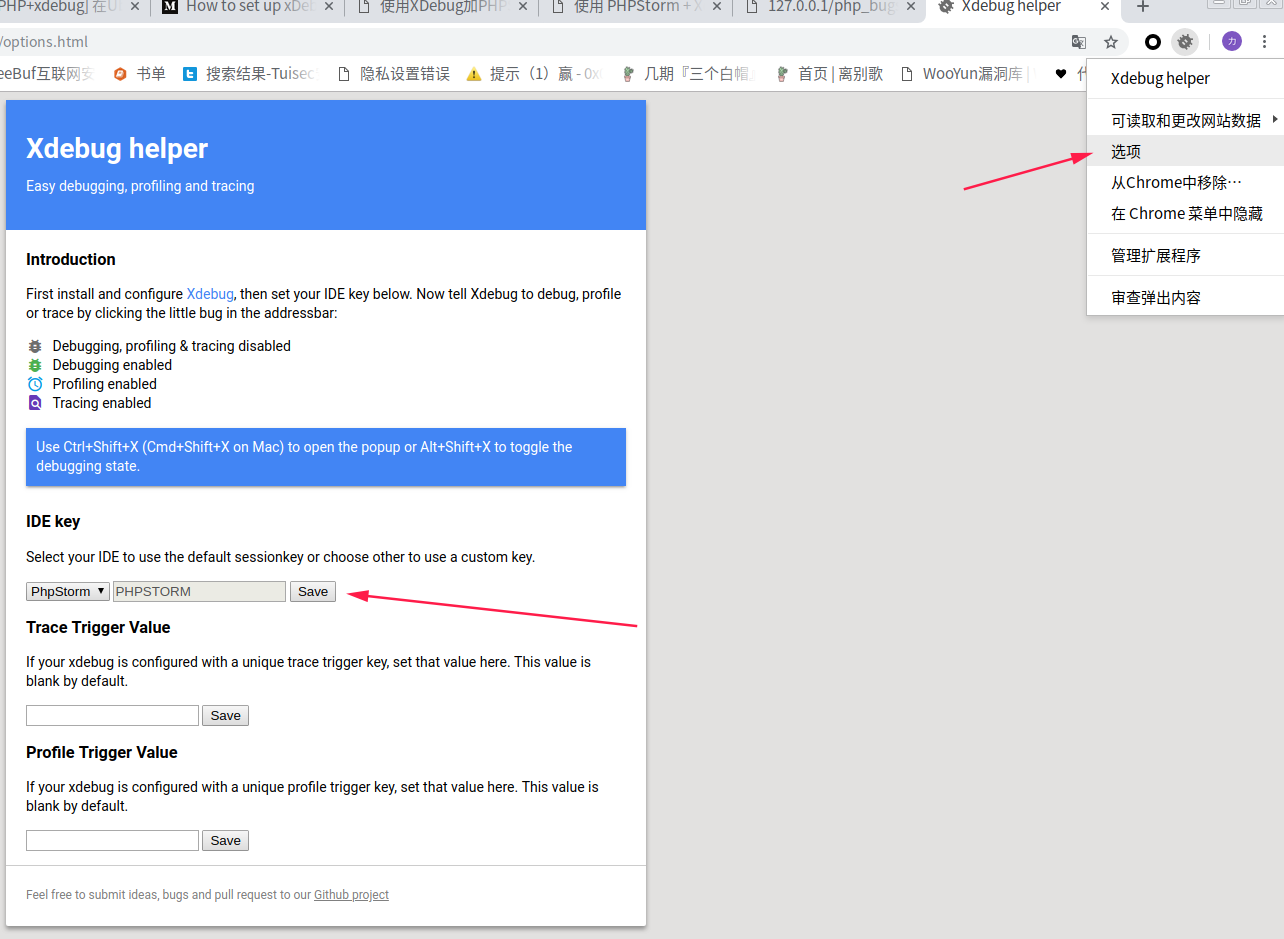 PHP+xdebug] 在U
How to set up xDeb
使用XDebug加PHP
使用 PHPStorm + X
127.0.0.1/php_bug
Xdebug helper
/options.html
eeBuf互联网安
书单
搜索结果-Tuisec
隐私设置错误
提示（1）赢 - 0x
几期『三个白帽
首页 | 离别歌
WooYun漏洞库 |
Xdebug helper
可读取和更改网站数据
选项
从Chrome中移除…
在 Chrome 菜单中隐藏
管理扩展程序
审查弹出内容
Xdebug helper
Easy debugging, profiling and tracing
Introduction
First install and configure Xdebug, then set your IDE key below. Now tell Xdebug to debug, profile
or trace by clicking the little bug in the addressbar:
Debugging, profiling & tracing disabled
Debugging enabled
Profiling enabled
Tracing enabled
Use Ctrl+Shift+X (Cmd+Shift+X on Mac) to open the popup or Alt+Shift+X to toggle the
debugging state.
IDE key
Select your IDE to use the default sessionkey or choose other to use a custom key.
PhpStorm PHPSTORM Save
Trace Trigger Value
If your xdebug is configured with a unique trace trigger key, set that value here. This value is
blank by default.
Save
Profile Trigger Value
If your xdebug is configured with a unique profile trigger key, set that value here. This value is
blank by default.
Save
Feel free to submit ideas, bugs and pull request to our Github project